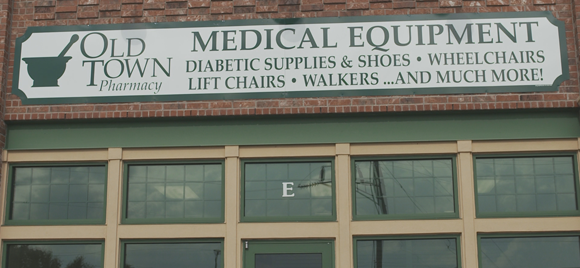 OLD
TOWN
Pharmacy
MEDICAL EQUIPMENT
DIABETIC SUPPLIES & SHOES • WHEELCHAIRS
LIFT CHAIRS • WALKERS ...AND MUCH MORE!
E